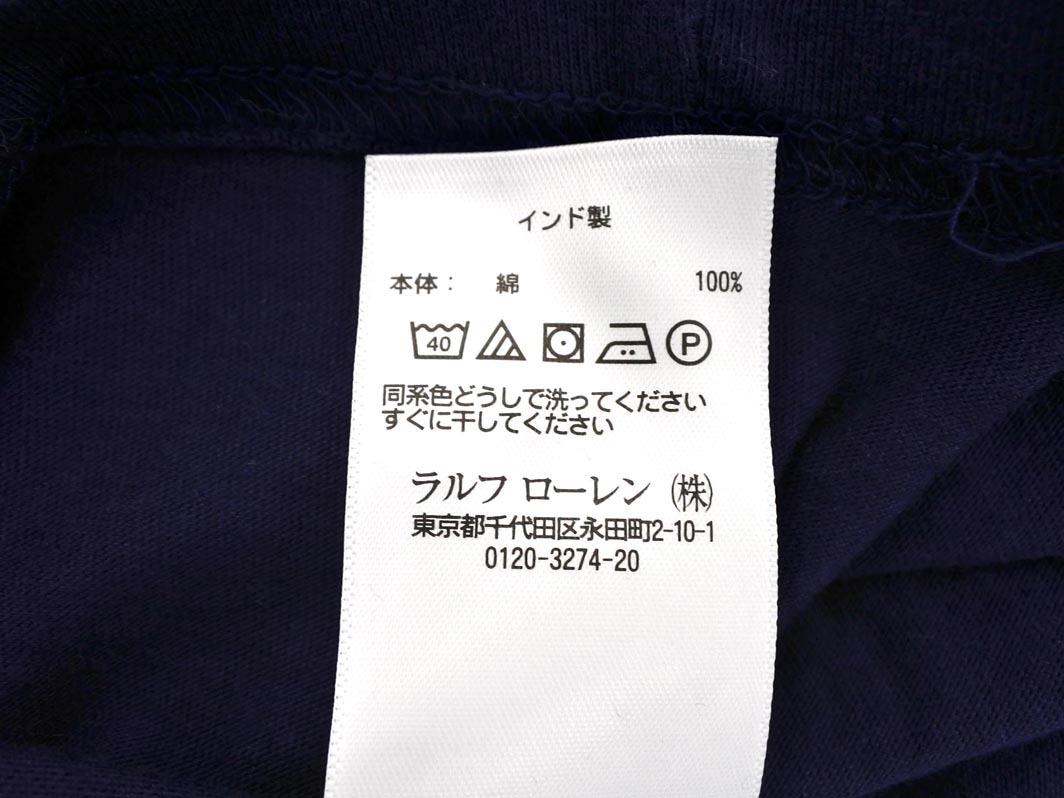 インド製
本体： 綿 100%
40 P
同系色どうしで洗ってください
すぐに干してください
ラルフ ローレン ㈱
東京都千代田区永田町2-10-1
0120-3274-20